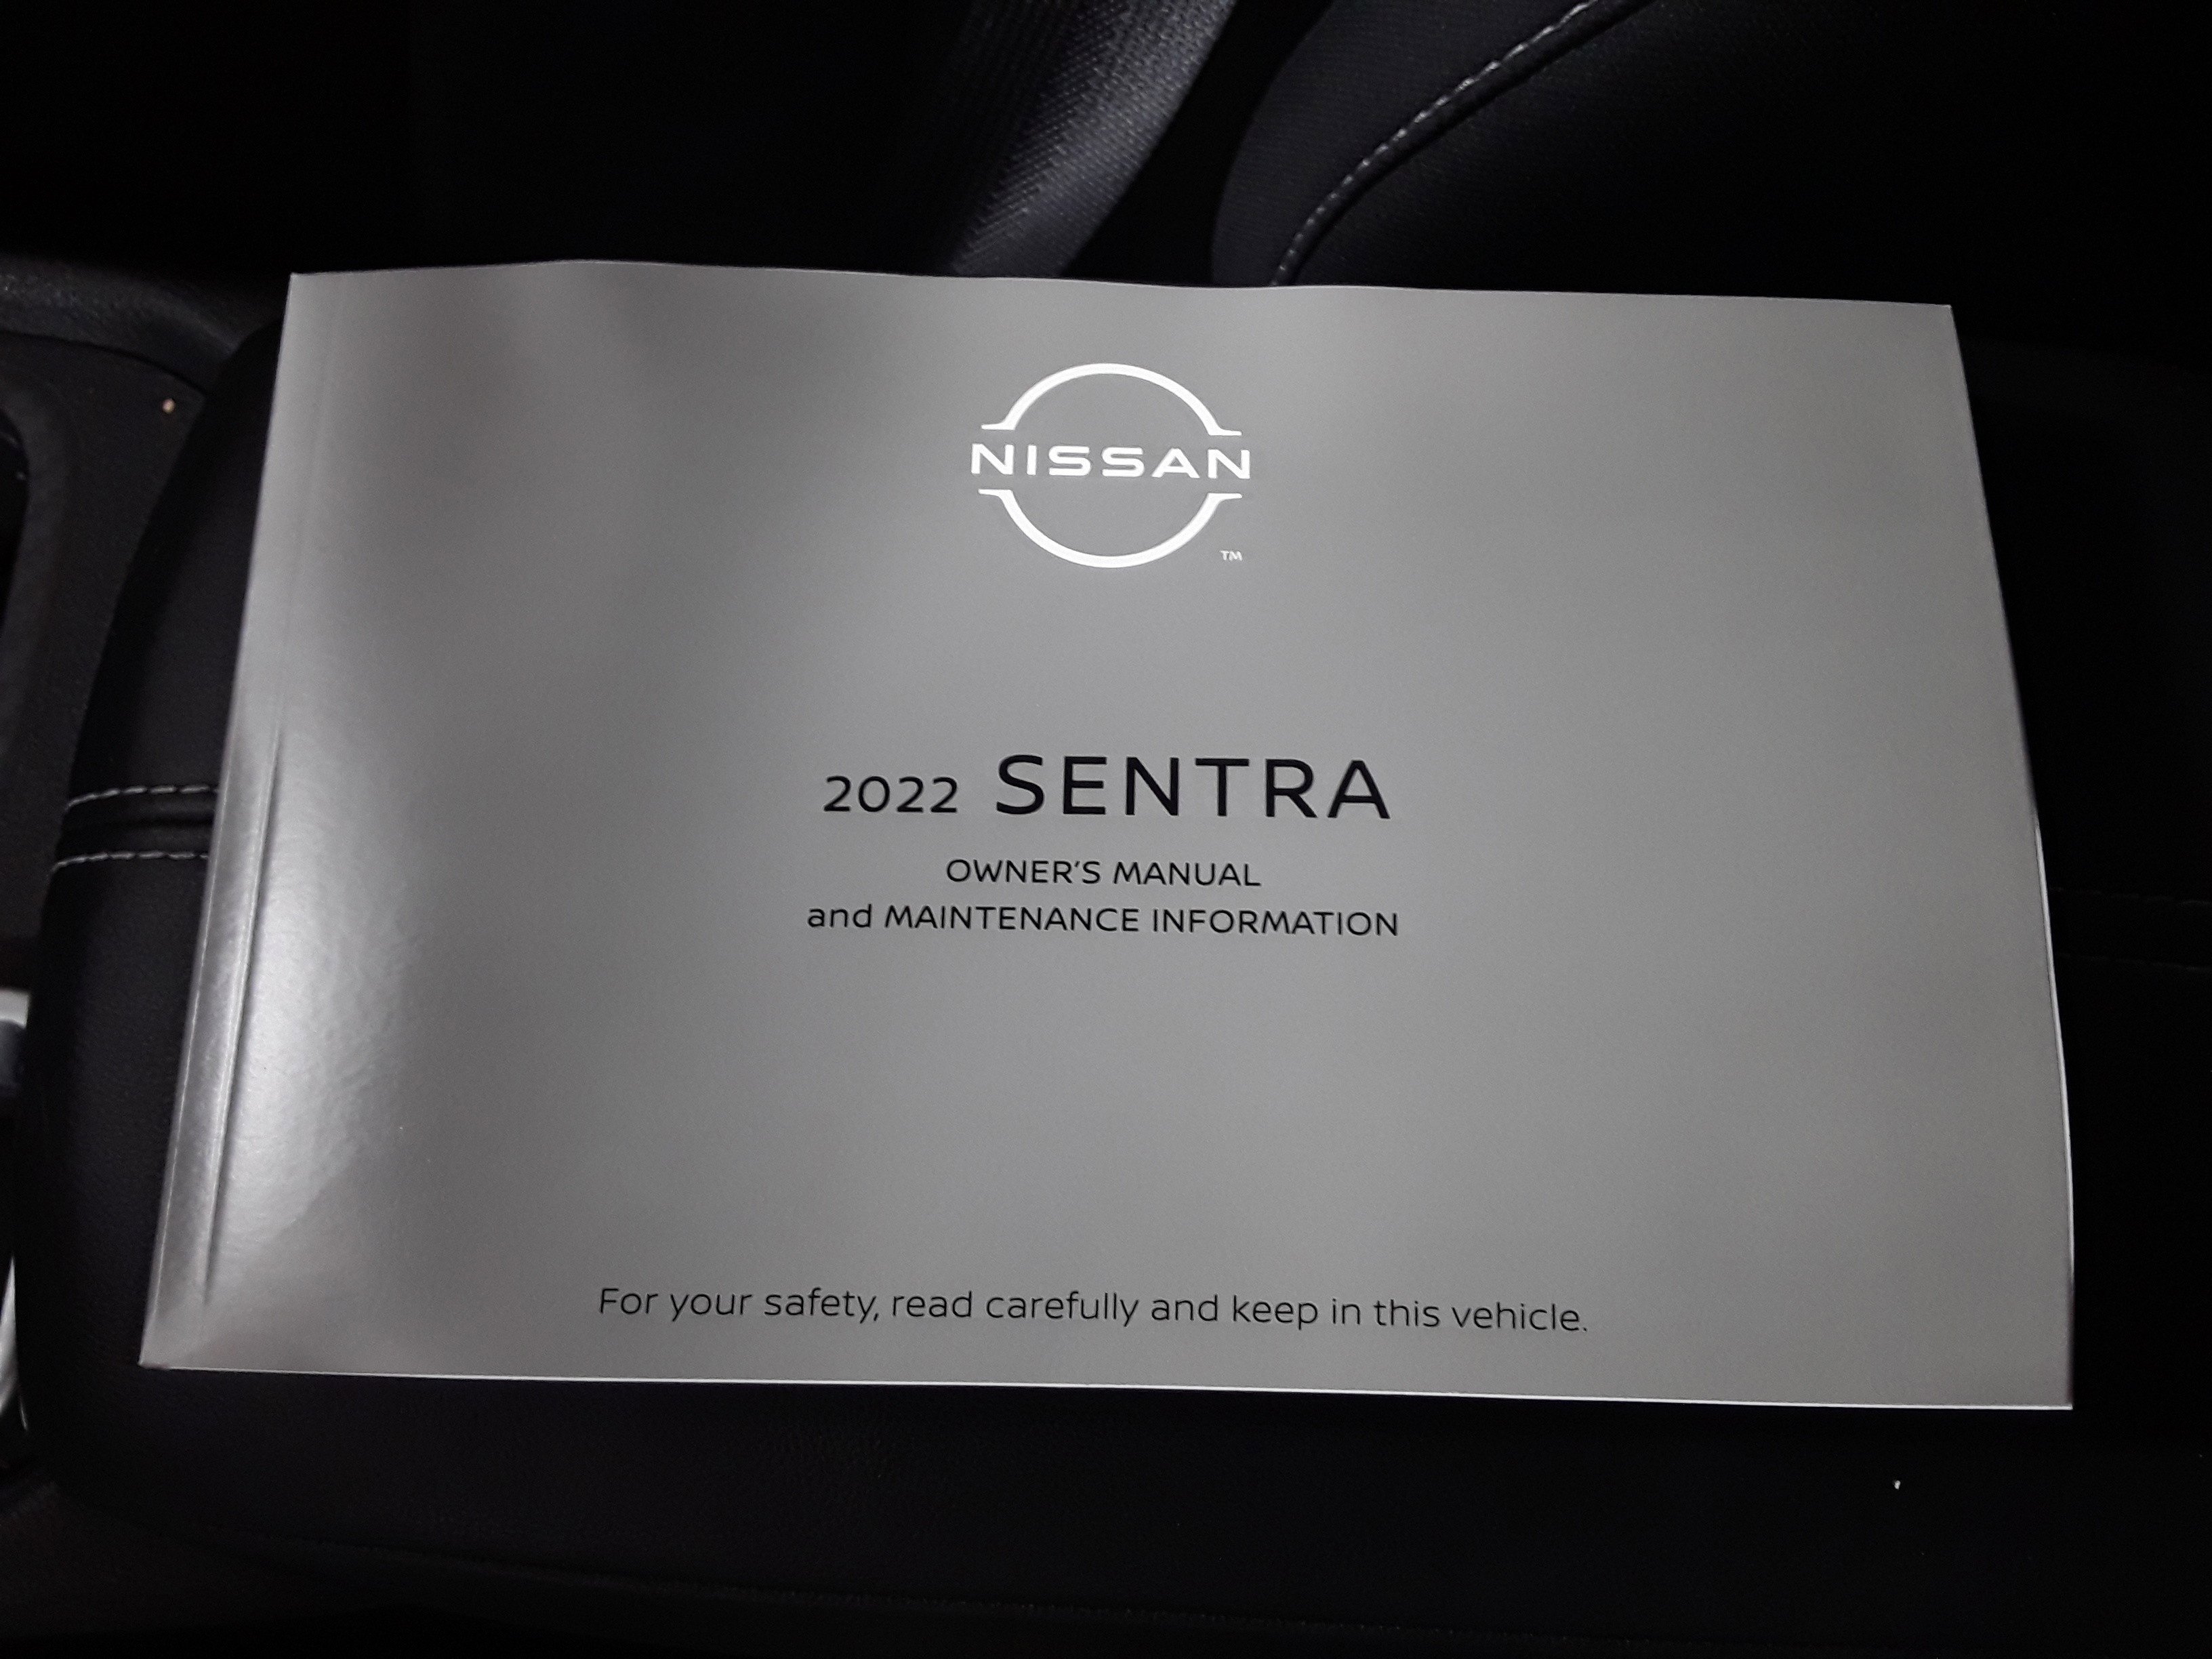 NISSAN
TM
2022 SENTRA
OWNER'S MANUAL
and MAINTENANCE INFORMATION
For your safety, read carefully and keep in this vehicle.